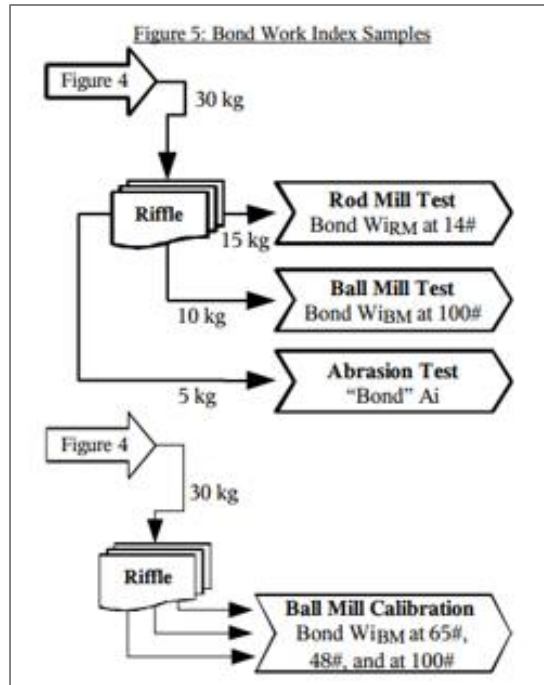 Figure 5: Bond Work Index Samples
Figure 4
30 kg
Riffle
Rod Mill Test
Bond WiRM at 14#
15 kg
Ball Mill Test
Bond WiBM at 100#
10 kg
Abrasion Test
"Bond" Ai
5 kg
Figure 4
30 kg
Riffle
Ball Mill Calibration
Bond WiBM at 65#,
48#, and at 100#